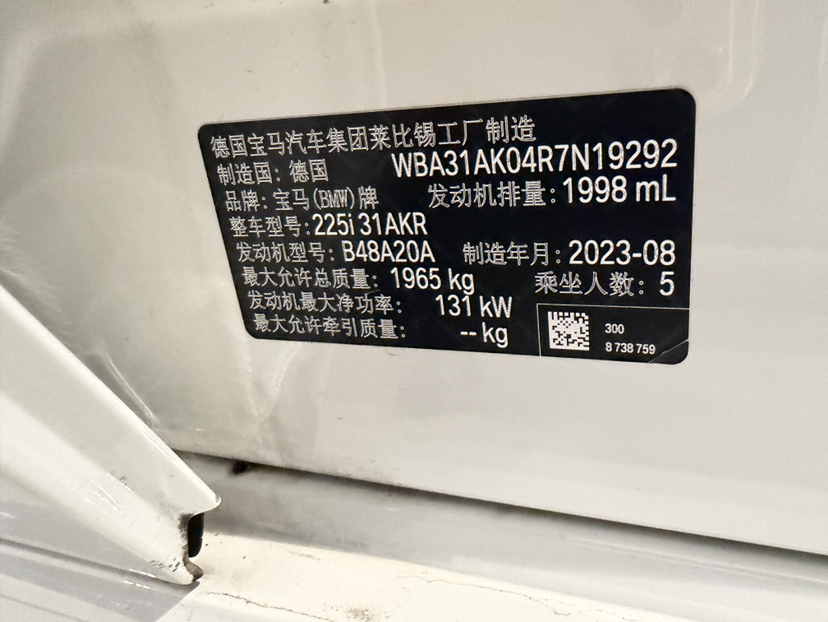 德国宝马汽车集团莱比锡工厂制造
制造国: 德国 WBA31AK04R7N19292
品牌: 宝马(BMW)牌 发动机排量: 1998 mL
整车型号: 225i 31AKR
发动机型号: B48A20A 制造年月: 2023-08
最大允许总质量: 1965 kg 乘坐人数: 5
发动机最大净功率: 131 kW
最大允许牵引质量: -- kg
300
8 738 759